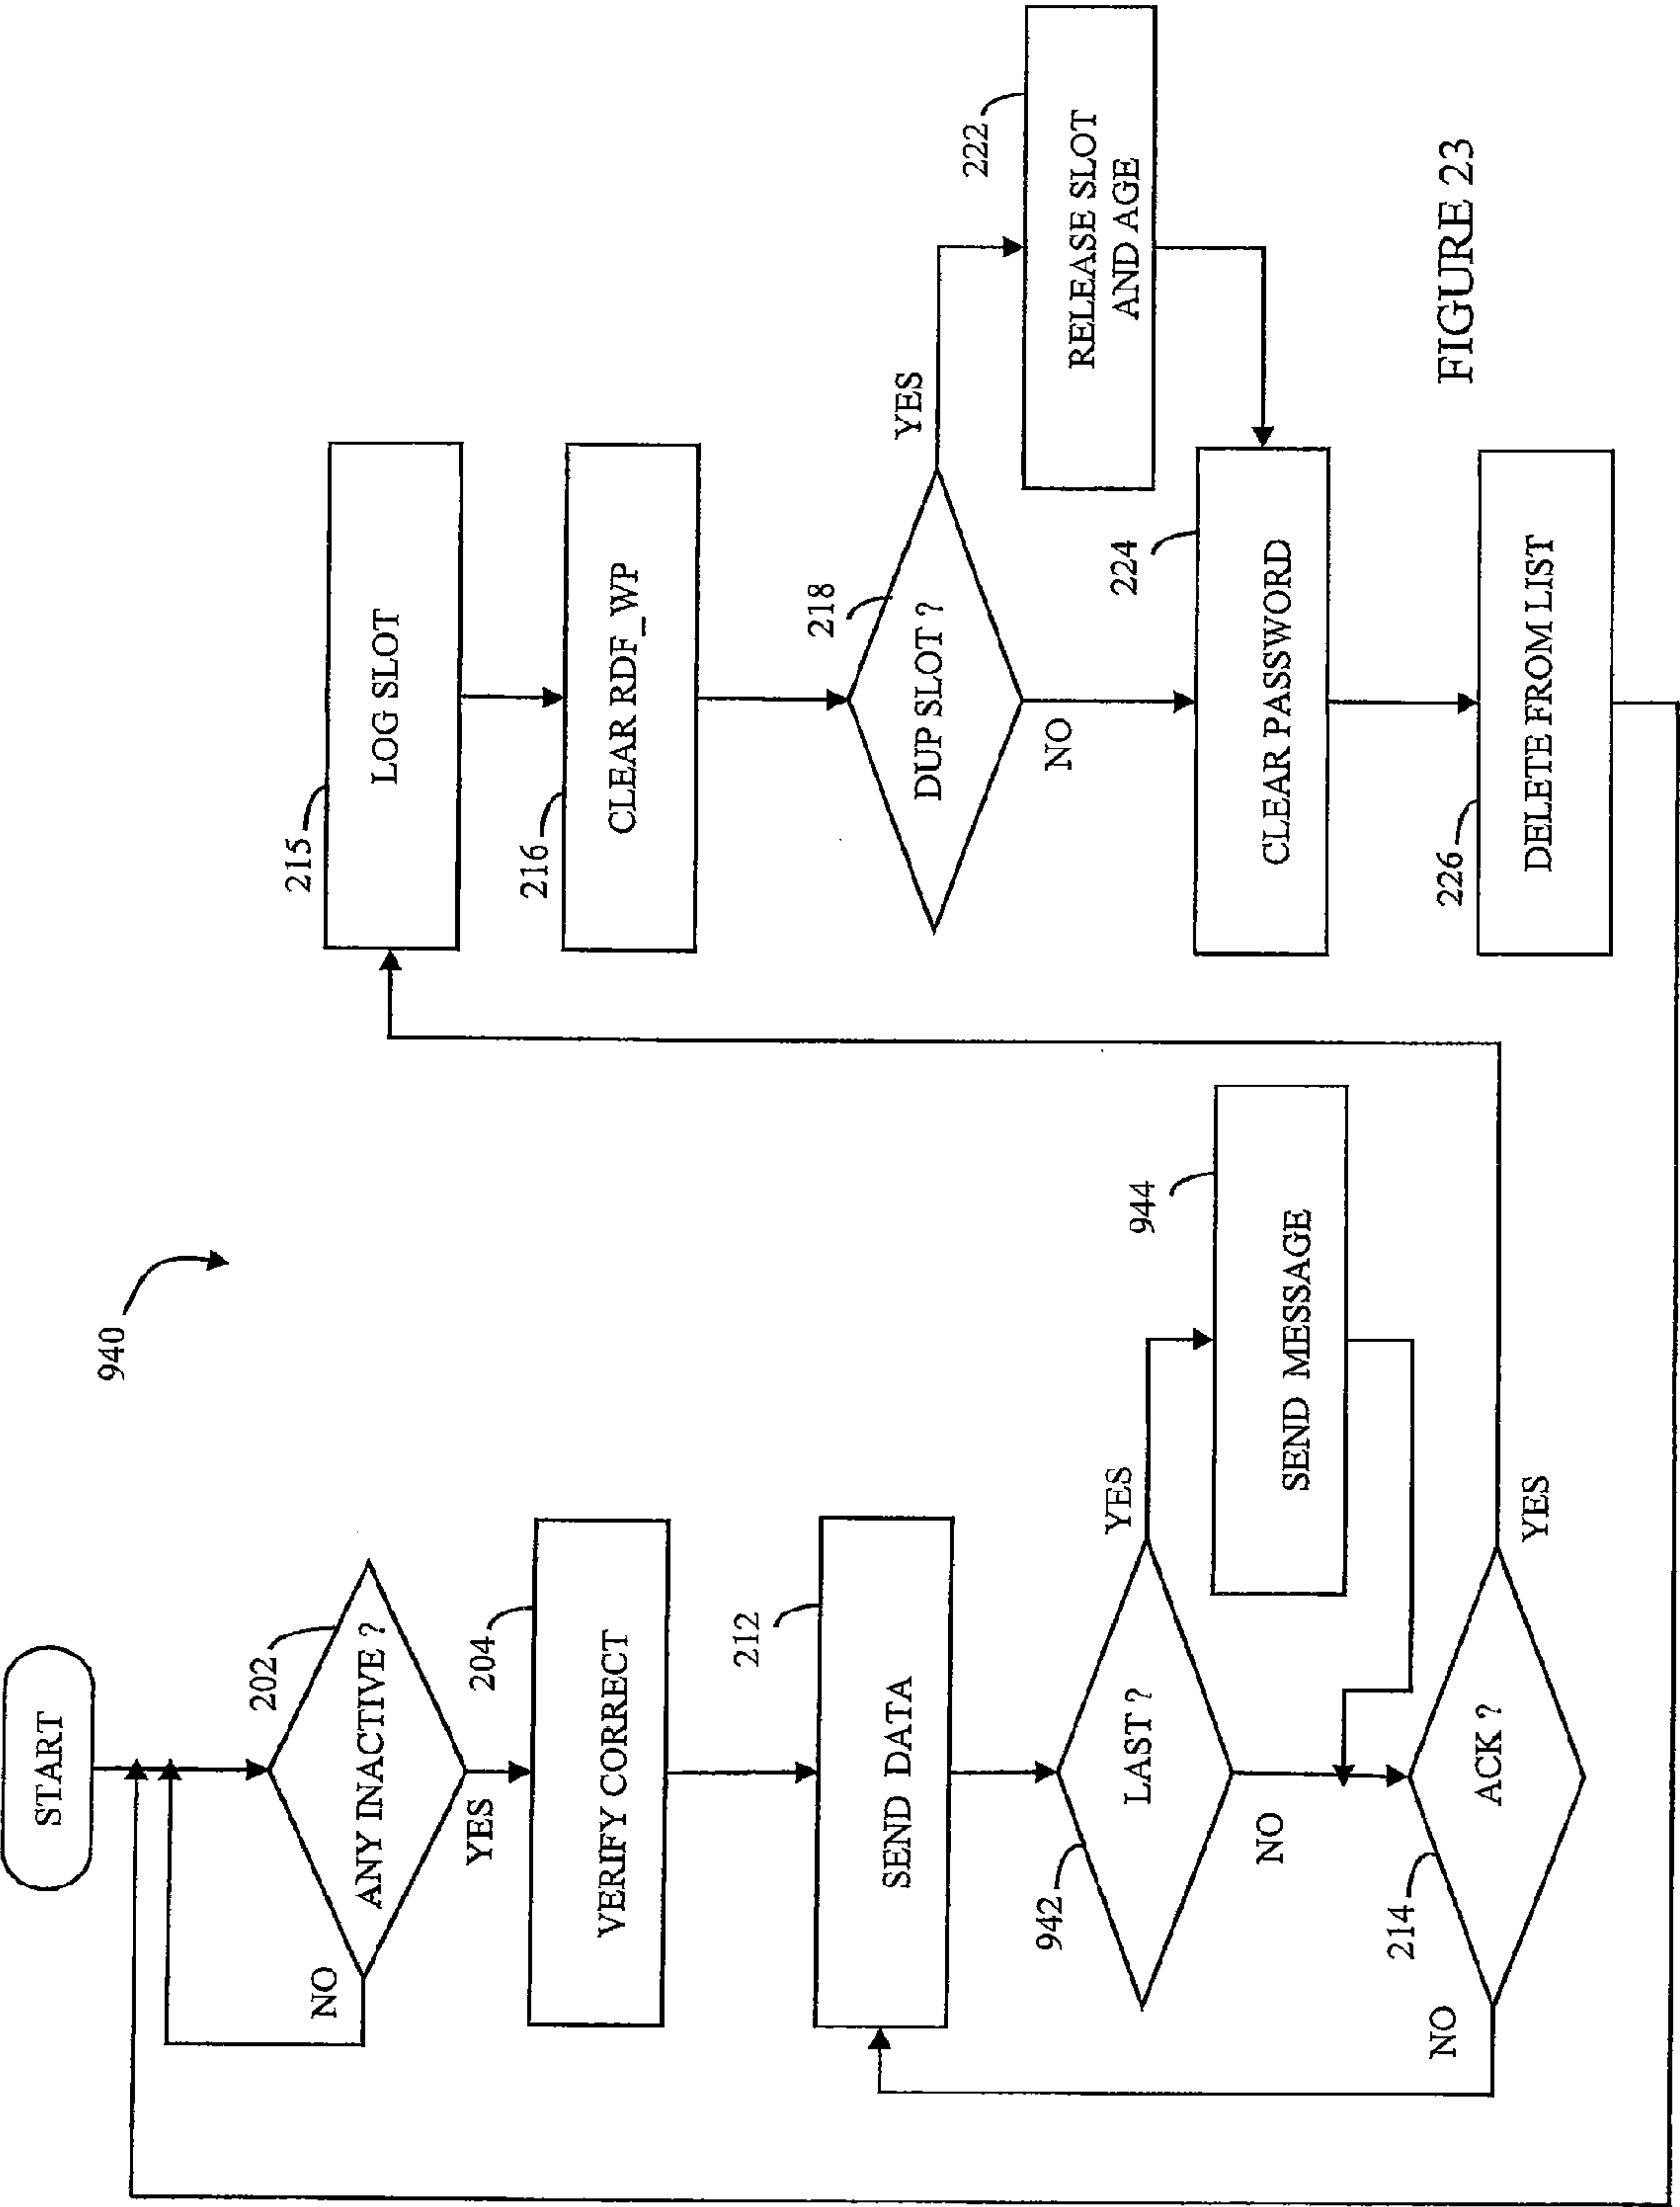 940
START
202
ANY INACTIVE ?
NO
YES
204
VERIFY CORRECT
212
SEND DATA
942
LAST ?
YES
NO
944
SEND MESSAGE
214
ACK ?
NO
YES
215
LOG SLOT
216
CLEAR RDF_WP
218
DUP SLOT ?
YES
NO
222
RELEASE SLOT
AND AGE
224
CLEAR PASSWORD
226
DELETE FROM LIST
FIGURE 23